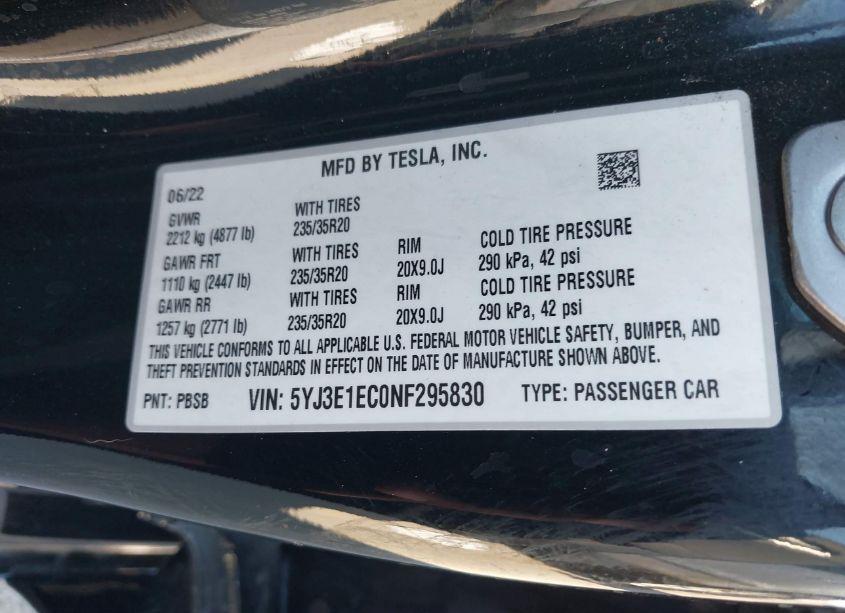 MFD BY TESLA, INC.
06/22
GVWR WITH TIRES
2212 kg (4877 lb) 235/35R20
GAWR FRT WITH TIRES RIM COLD TIRE PRESSURE
1110 kg (2447 lb) 235/35R20 20X9.0J 290 kPa, 42 psi
GAWR RR WITH TIRES RIM COLD TIRE PRESSURE
1257 kg (2771 lb) 235/35R20 20X9.0J 290 kPa, 42 psi
THIS VEHICLE CONFORMS TO ALL APPLICABLE U.S. FEDERAL MOTOR VEHICLE SAFETY, BUMPER, AND
THEFT PREVENTION STANDARDS IN EFFECT ON THE DATE OF MANUFACTURE SHOWN ABOVE.
PNT: PBSB VIN: 5YJ3E1EC0NF295830 TYPE: PASSENGER CAR